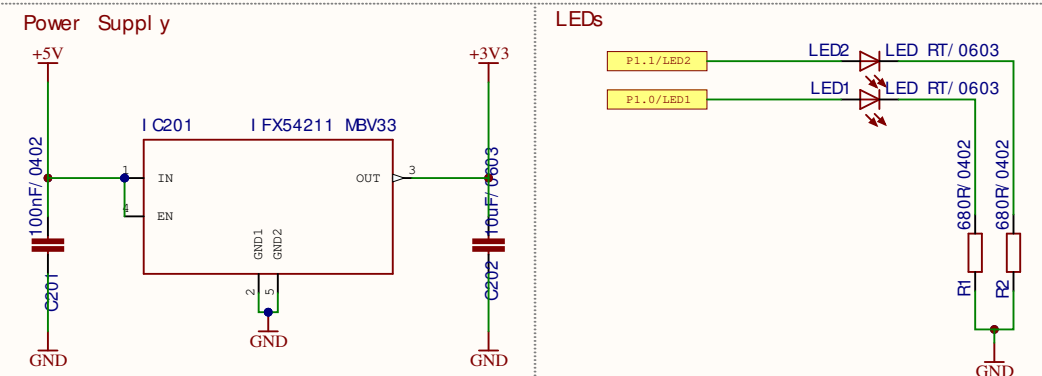 Power Supply
+5V
+3V3
IC201
IFX54211 MBV33
100nF/0402
C201
1
IN
4
EN
OUT
3
GND1
GND2
2
5
10uF/0603
C202
GND
GND
GND
LEDs
P1.1/LED2
LED2
LED RT/0603
P1.0/LED1
LED1
LED RT/0603
680R/0402
680R/0402
R1
R2
GND